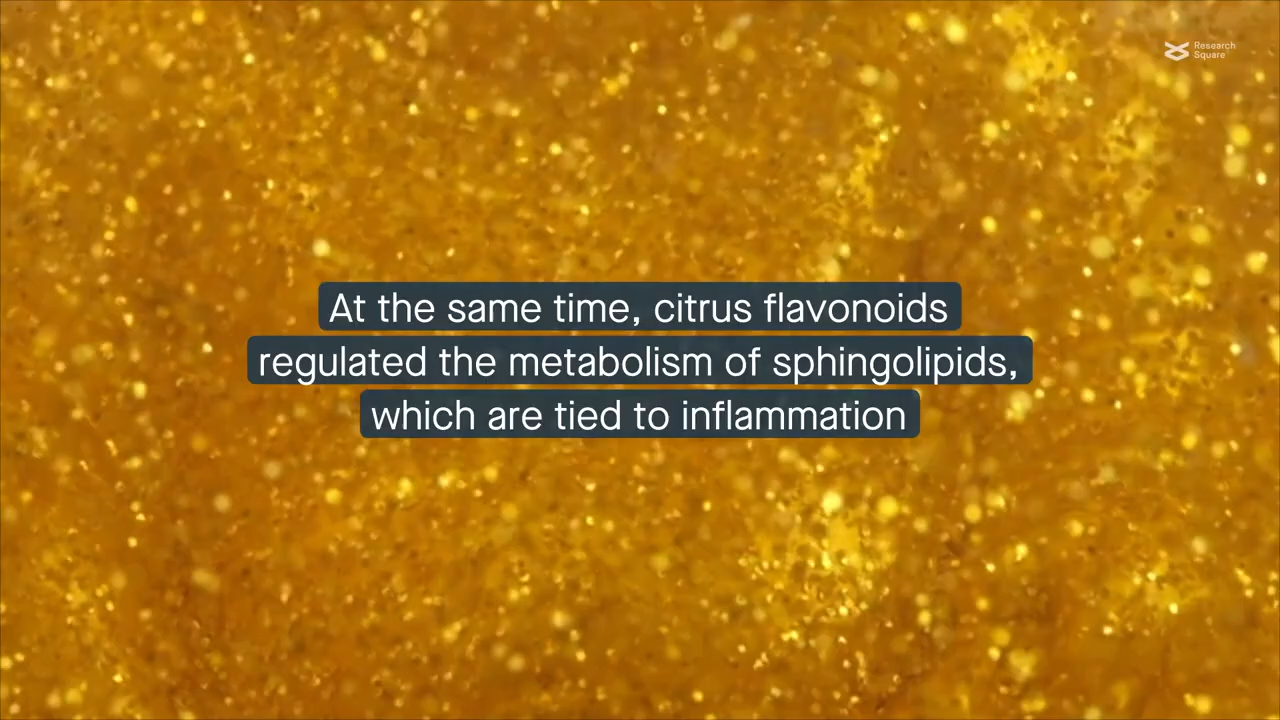 Research
Square
At the same time, citrus flavonoids
regulated the metabolism of sphingolipids,
which are tied to inflammation